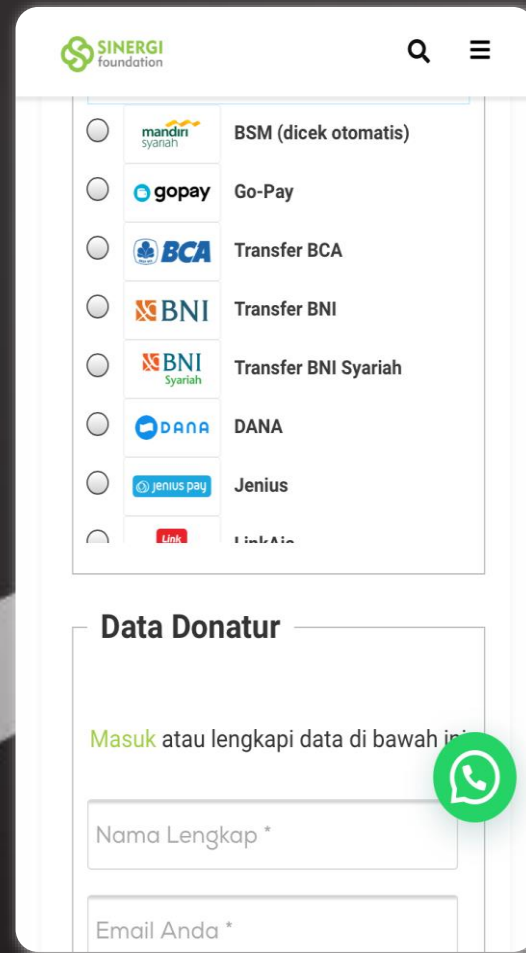 SINERGI
foundation
mandiri
syariah
BSM (dicek otomatis)
gopay
Go-Pay
BCA
Transfer BCA
BNI
Transfer BNI
BNI
Syariah
Transfer BNI Syariah
DANA
DANA
jenius pay
Jenius
Link
LinkAja
Data Donatur
Masuk atau lengkapi data di bawah ini
Nama Lengkap *
Email Anda *